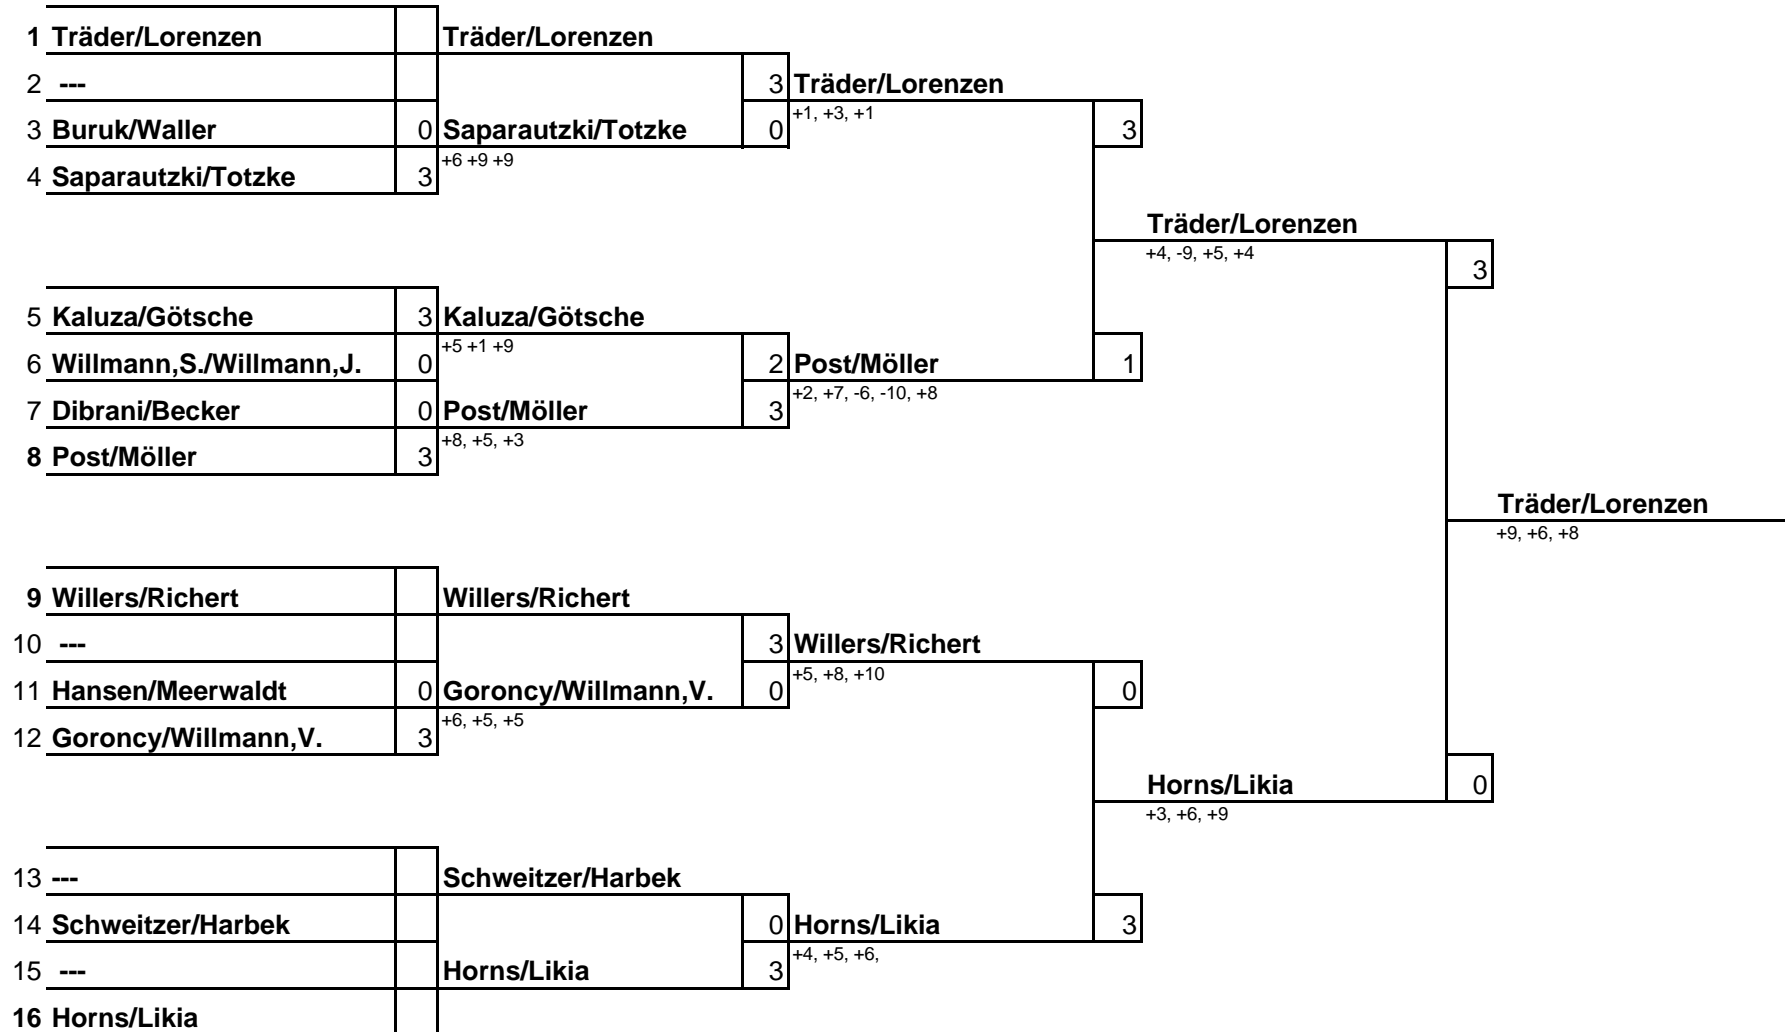 1 Träder/Lorenzen Träder/Lorenzen
2 --- 3 Träder/Lorenzen
+1, +3, +1
3 Buruk/Waller 0 Saparautzki/Totzke 0 3
+6 +9 +9
4 Saparautzki/Totzke 3
Träder/Lorenzen
+4, -9, +5, +4
3
5 Kaluza/Götsche 3 Kaluza/Götsche
+5 +1 +9
6 Willmann,S./Willmann,J. 0 2 Post/Möller 1
+2, +7, -6, -10, +8
7 Dibrani/Becker 0 Post/Möller 3
+8, +5, +3
8 Post/Möller 3
Träder/Lorenzen
+9, +6, +8
9 Willers/Richert Willers/Richert
10 --- 3 Willers/Richert
+5, +8, +10
11 Hansen/Meerwaldt 0 Goroncy/Willmann,V. 0 0
+6, +5, +5
12 Goroncy/Willmann,V. 3
Horns/Likia 0
+3, +6, +9
13 --- Schweitzer/Harbek
14 Schweitzer/Harbek 0 Horns/Likia 3
+4, +5, +6,
15 --- Horns/Likia 3
16 Horns/Likia